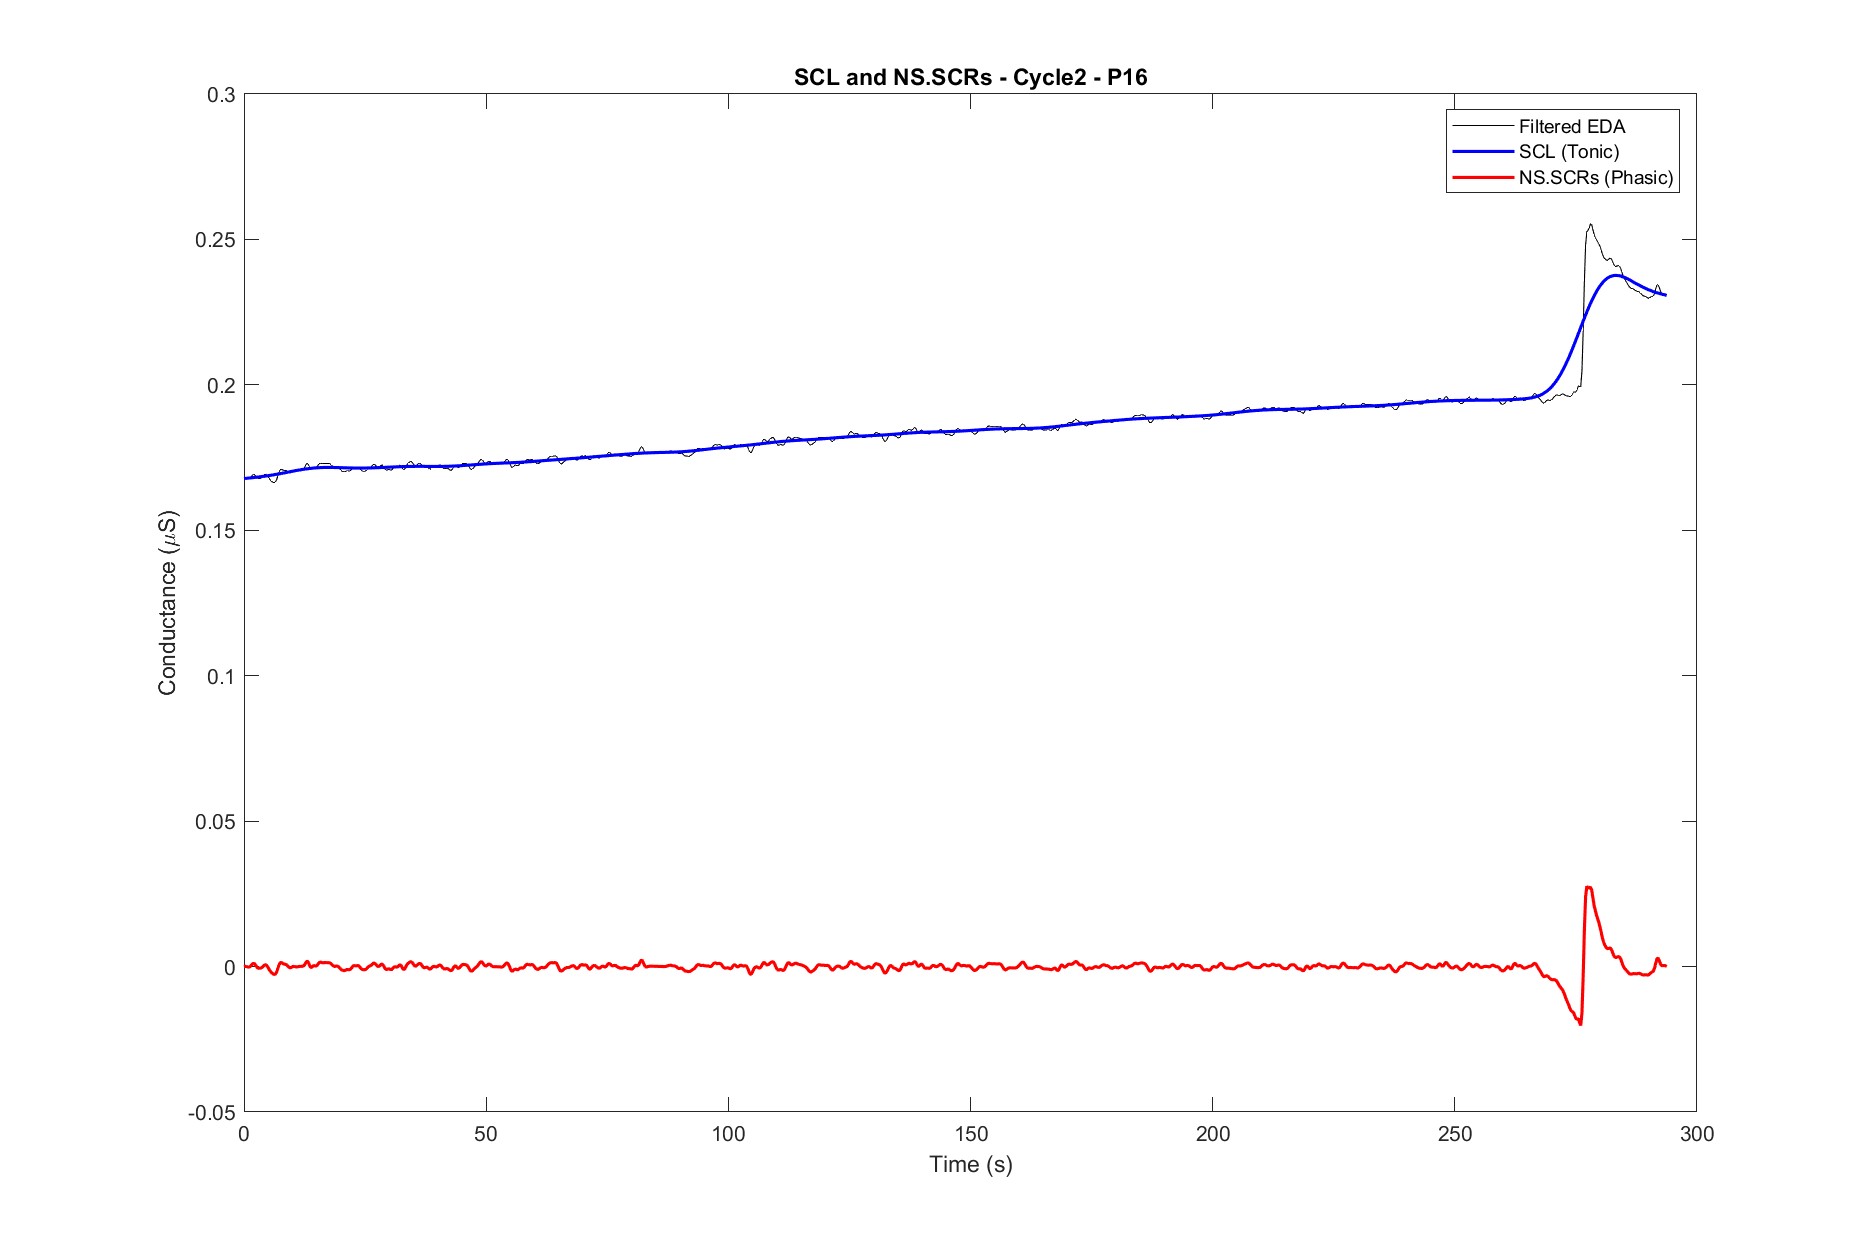 SCL and NS.SCRs - Cycle2 - P16
0.3
Filtered EDA
SCL (Tonic)
NS.SCRs (Phasic)
0.25
0.2
0.15
Conductance (μS)
0.1
0.05
0
-0.05
0 50 100 150 200 250 300
Time (s)